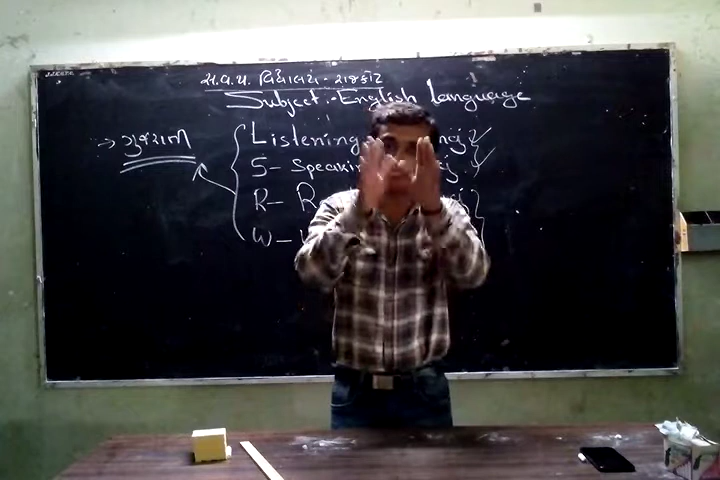 સ.વ.પ. વિદ્યાલય - રાજકોટ
Subject:- English Language
→ ગુજરાતી
Listening
S- Speakin
R- R
W-